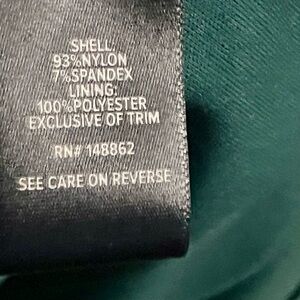 SHELL:
93%NYLON
7%SPANDEX
LINING:
100%POLYESTER
EXCLUSIVE OF TRIM
RN# 148862
SEE CARE ON REVERSE